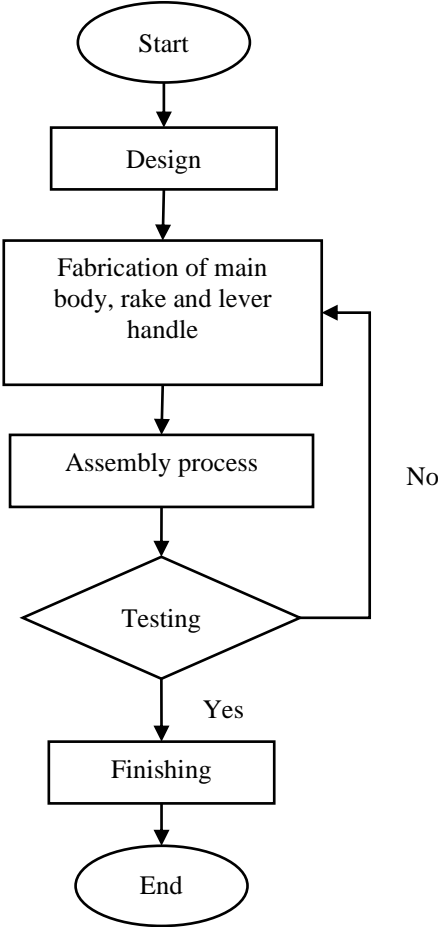 Start
Design
Fabrication of main
body, rake and lever
handle
Assembly process
No
Testing
Yes
Finishing
End